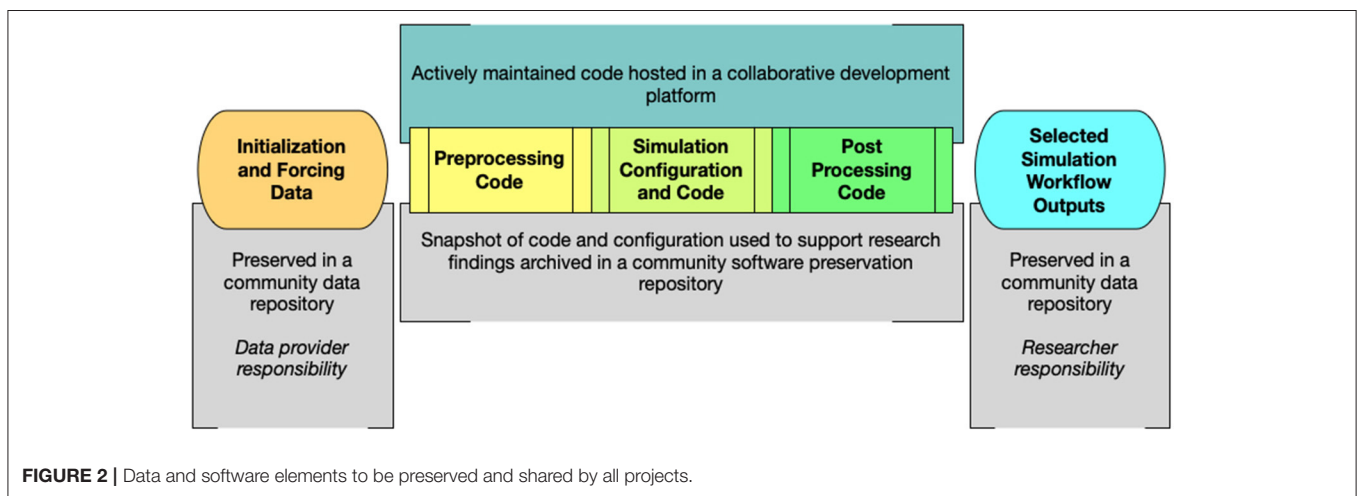 Actively maintained code hosted in a collaborative development
platform
Initialization
and Forcing
Data
Preprocessing
Code
Simulation
Configuration
and Code
Post
Processing
Code
Selected
Simulation
Workflow
Outputs
Preserved in a
community data
repository
Data provider
responsibility
Snapshot of code and configuration used to support research
findings archived in a community software preservation
repository
Preserved in a
community data
repository
Researcher
responsibility
FIGURE 2 | Data and software elements to be preserved and shared by all projects.